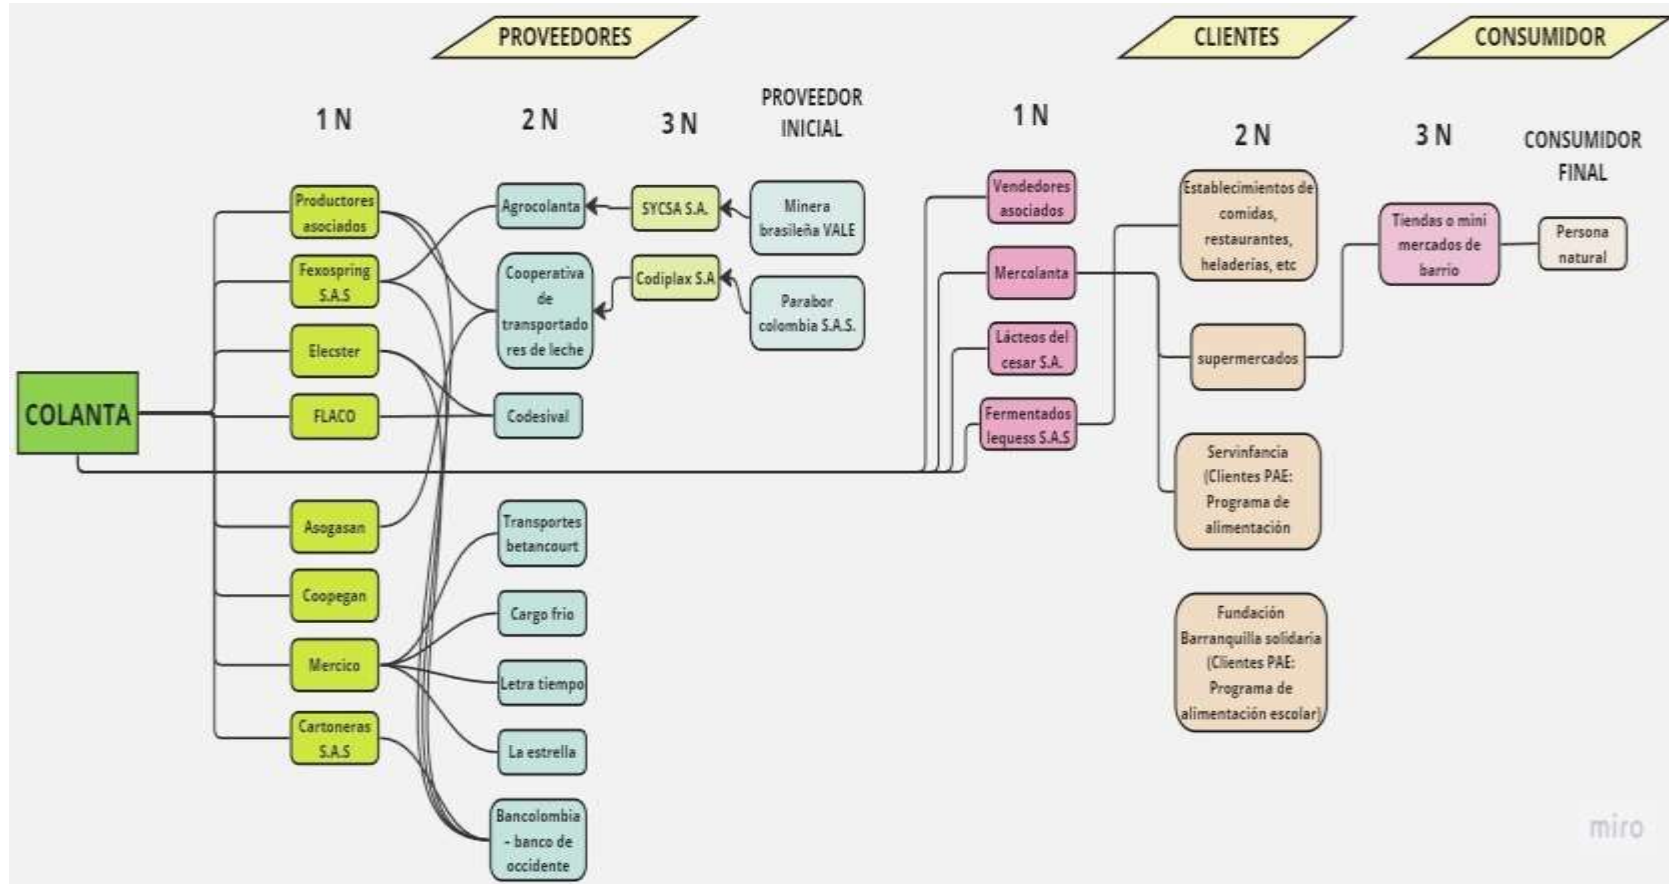 PROVEEDORES
CLIENTES
CONSUMIDOR
1 N
2 N
3 N
PROVEEDOR
INICIAL
1 N
2 N
3 N
CONSUMIDOR
FINAL
COLANTA
Productores
asociados
Fexospring
S.A.S
Elecster
FLACO
Asogasan
Coopegan
Mercico
Cartoneras
S.A.S
Agrocolanta
Cooperativa
de
transportado
res de leche
Codesival
Transportes
betancourt
Cargo frio
Letra tiempo
La estrella
Bancolombia
- banco de
occidente
SYCSA S.A.
Codiplax S.A
Minera
brasileña VALE
Parabor
colombia S.A.S.
Vendedores
asociados
Mercolanta
Lácteos del
cesar S.A.
Fermentados
lequess S.A.S
Establecimientos de
comidas,
restaurantes,
heladerías, etc
supermercados
Servinfancia
(Clientes PAE:
Programa de
alimentación
Fundación
Barranquilla solidaria
(Clientes PAE:
Programa de
alimentación escolar)
Tiendas o mini
mercados de
barrio
Persona
natural
miro